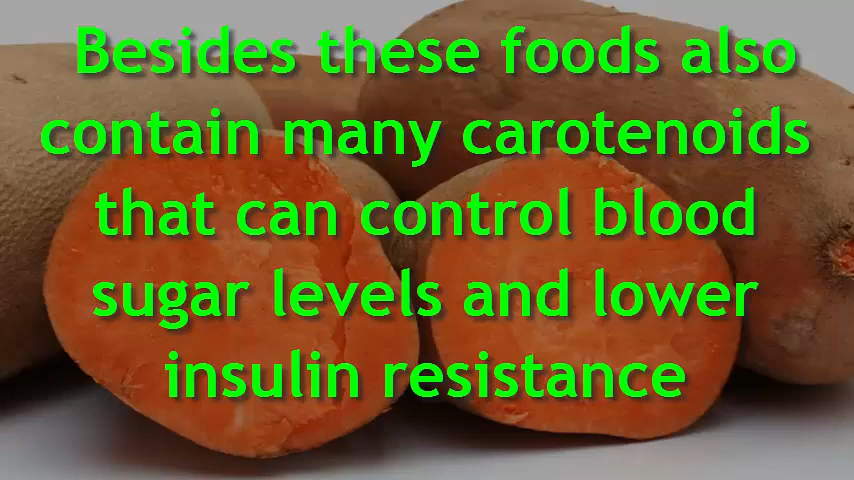 Besides these foods also
contain many carotenoids
that can control blood
sugar levels and lower
insulin resistance